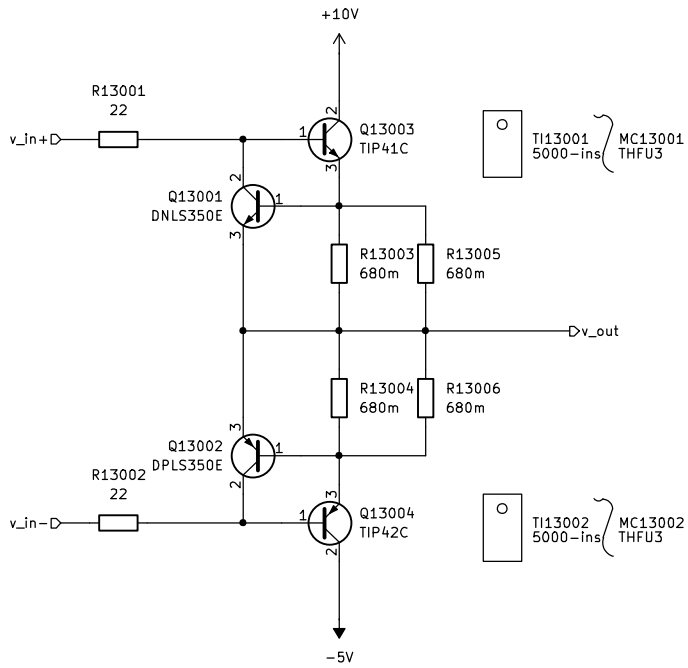 +10V
R13001
22
v_in+
1
2
3
Q13003
TIP41C
TI13001
5000-ins
MC13001
THFU3
Q13001
DNLS350E
2
1
3
R13003
680m
R13005
680m
v_out
R13004
680m
R13006
680m
Q13002
DPLS350E
3
1
2
R13002
22
v_in-
1
3
2
Q13004
TIP42C
TI13002
5000-ins
MC13002
THFU3
-5V